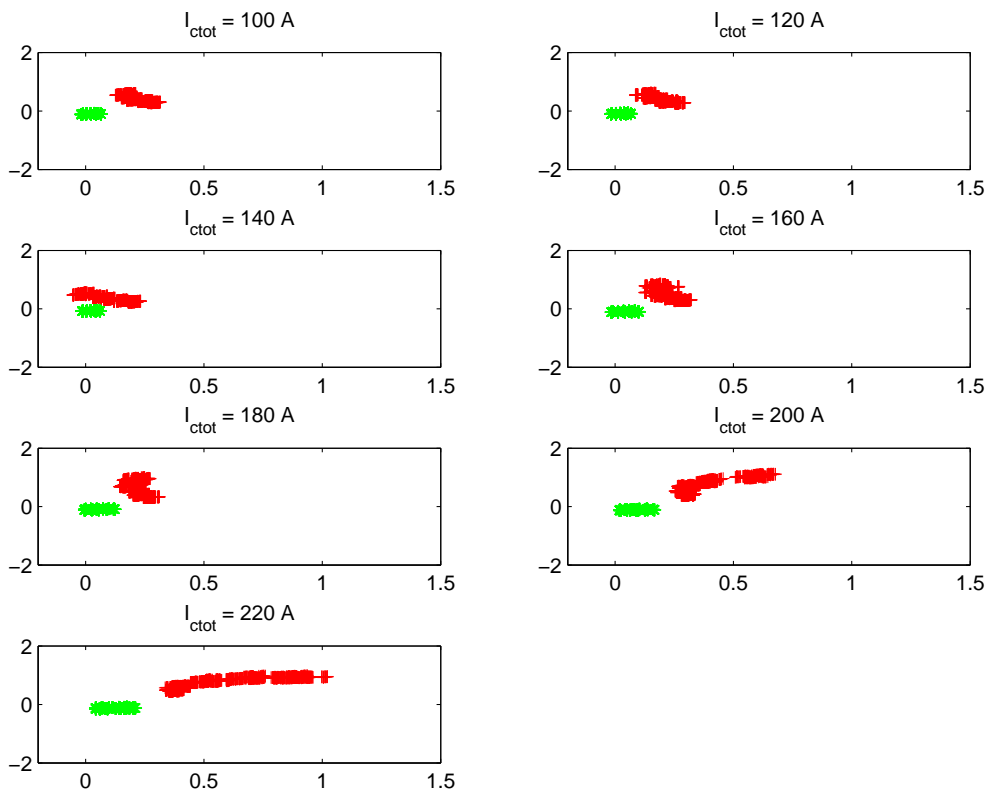 I_ctot = 100 A
2
0
−2
0 0.5 1 1.5
I_ctot = 120 A
2
0
−2
0 0.5 1 1.5
I_ctot = 140 A
2
0
−2
0 0.5 1 1.5
I_ctot = 160 A
2
0
−2
0 0.5 1 1.5
I_ctot = 180 A
2
0
−2
0 0.5 1 1.5
I_ctot = 200 A
2
0
−2
0 0.5 1 1.5
I_ctot = 220 A
2
0
−2
0 0.5 1 1.5